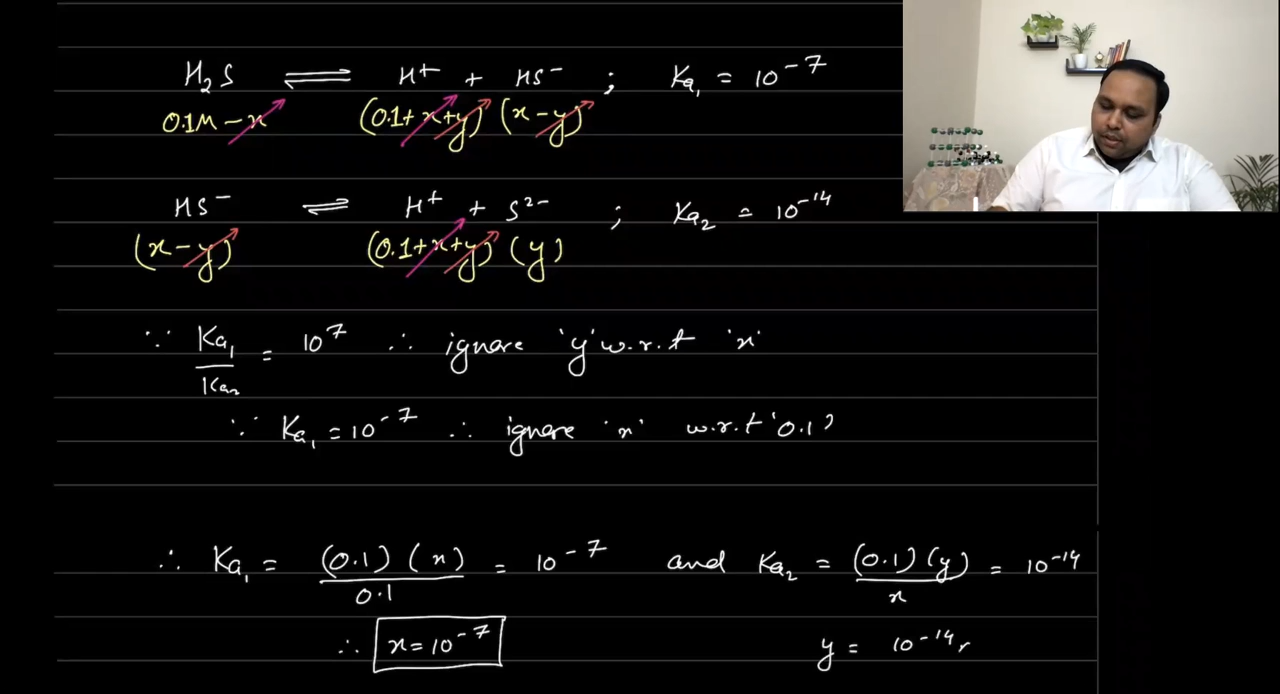 H₂S ⇌ H⁺ + HS⁻ ; Ka₁ = 10⁻⁷
0.1M − x (0.1 + x + y) (x − y)
HS⁻ ⇌ H⁺ + S²⁻ ; Ka₂ = 10⁻¹⁴
(x − y) (0.1 + x + y) (y)
∵ Ka₁/Ka₂ = 10⁷ ∴ ignore 'y' w.r.t 'x'
∵ Ka₁ = 10⁻⁷ ∴ ignore 'x' w.r.t '0.1'
∴ Ka₁ = (0.1)(x)/0.1 = 10⁻⁷ and Ka₂ = (0.1)(y)/x = 10⁻¹⁴
∴ x = 10⁻⁷ y = 10⁻¹⁴